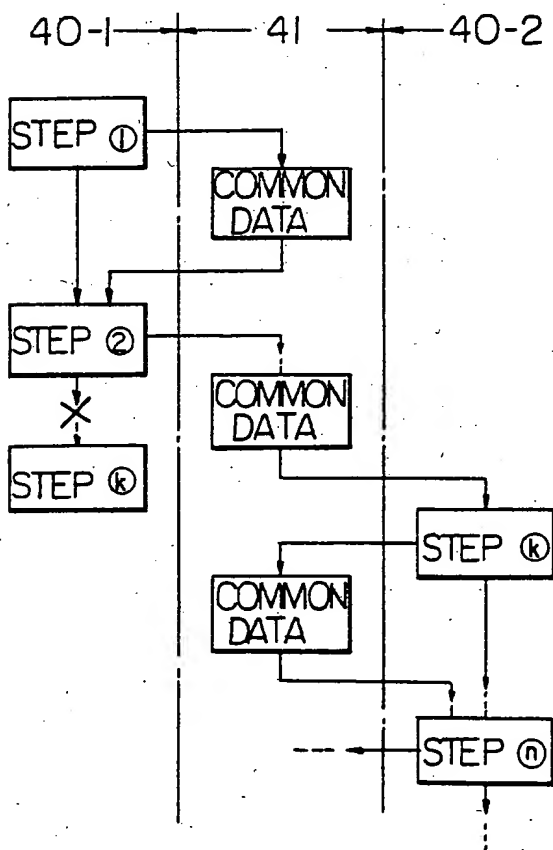 40-1 41 40-2
STEP ①
COMMON
DATA
STEP ②
COMMON
DATA
STEP ⓚ
STEP ⓚ
COMMON
DATA
STEP ⓝ